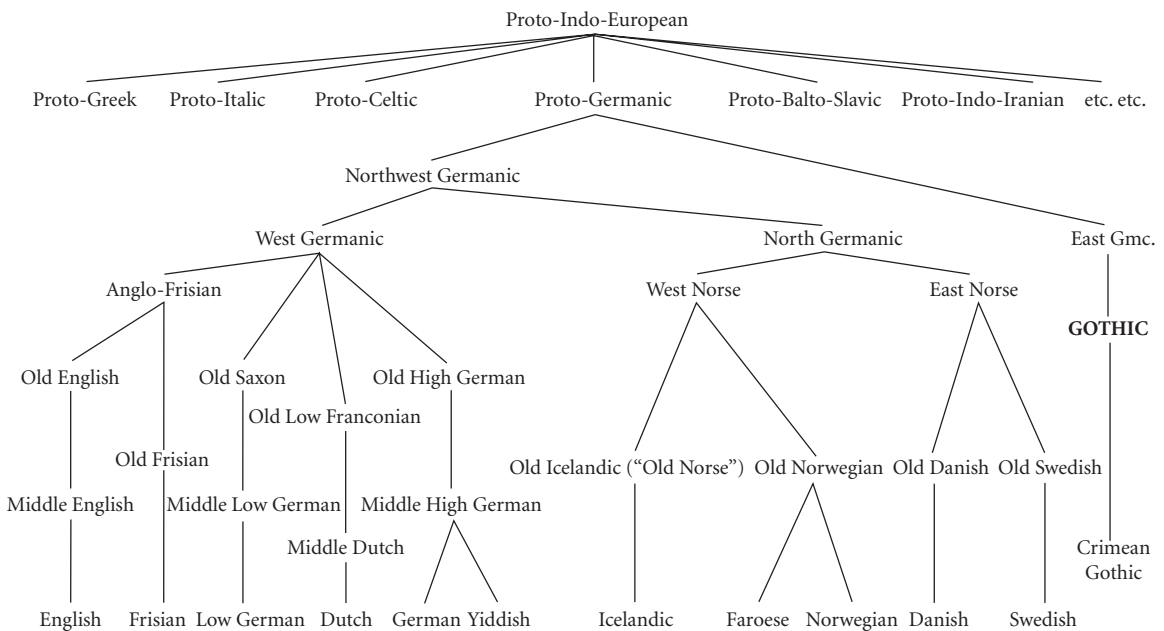 Proto-Indo-European
Proto-Greek Proto-Italic Proto-Celtic Proto-Germanic Proto-Balto-Slavic Proto-Indo-Iranian etc. etc.
Northwest Germanic
West Germanic North Germanic East Gmc.
Anglo-Frisian West Norse East Norse
GOTHIC
Old English Old Saxon Old High German
Old Low Franconian
Old Frisian Old Icelandic (“Old Norse”) Old Norwegian Old Danish Old Swedish
Middle English Middle Low German Middle High German
Middle Dutch Crimean
Gothic
English Frisian Low German Dutch German Yiddish Icelandic Faroese Norwegian Danish Swedish